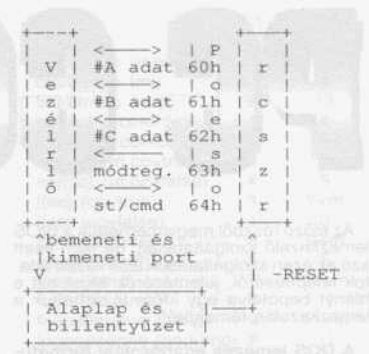 +---+                 +---+
|   | <----->     | P |   |
| V | #A adat 60h | r |
| e | <----->     | o | c |
| z | #B adat 61h | c |
| é | <----->     | e |   |
| l | #C adat 62h | s |
| l | <-----      | s |   |
| r | módreg. 63h | z |
| l | <----->     | o |   |
| ő | st/cmd 64h | r |
+---+                 +---+
^bemeneti és ^
|kimeneti port |
V | -RESET
+---------------+ |
| Alaplap és |---
| billentyűzet |
+---------------+